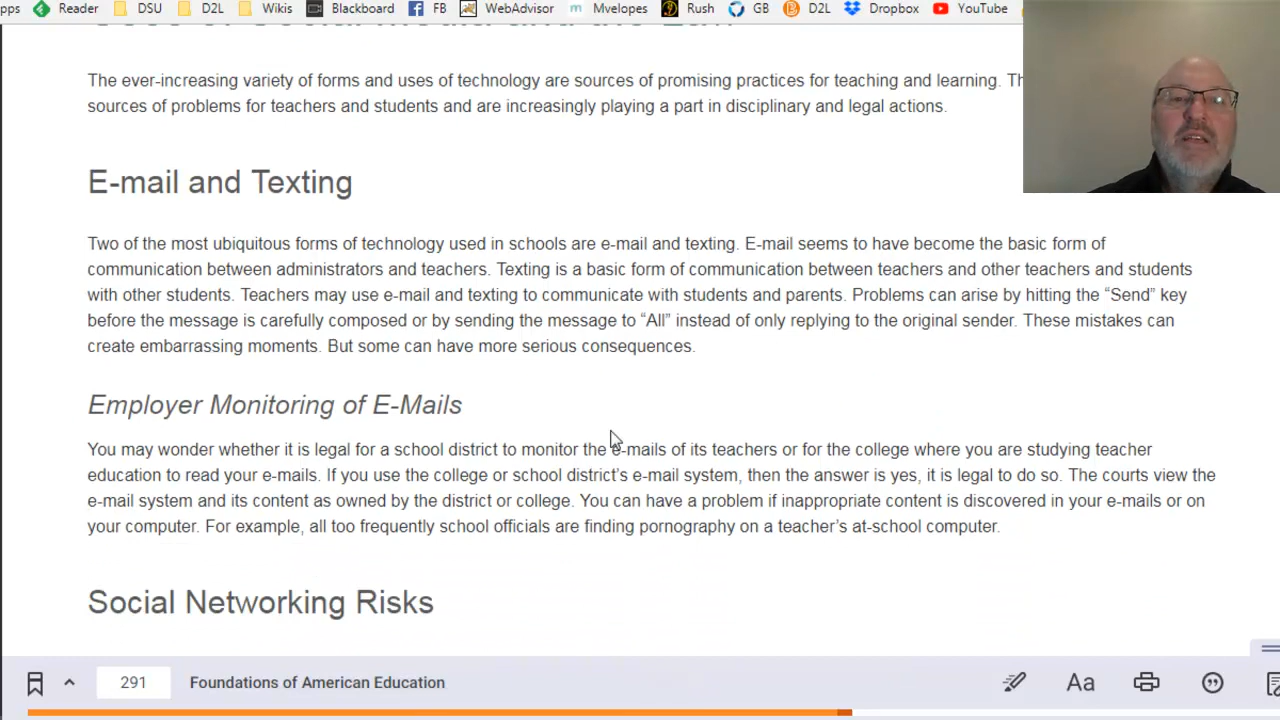 pps Reader DSU D2L Wikis Blackboard FB WebAdvisor Mvelopes Rush GB D2L Dropbox YouTube
The ever-increasing variety of forms and uses of technology are sources of promising practices for teaching and learning. Th
sources of problems for teachers and students and are increasingly playing a part in disciplinary and legal actions.
E-mail and Texting
Two of the most ubiquitous forms of technology used in schools are e-mail and texting. E-mail seems to have become the basic form of
communication between administrators and teachers. Texting is a basic form of communication between teachers and other teachers and students
with other students. Teachers may use e-mail and texting to communicate with students and parents. Problems can arise by hitting the “Send” key
before the message is carefully composed or by sending the message to “All” instead of only replying to the original sender. These mistakes can
create embarrassing moments. But some can have more serious consequences.
Employer Monitoring of E-Mails
You may wonder whether it is legal for a school district to monitor the e-mails of its teachers or for the college where you are studying teacher
education to read your e-mails. If you use the college or school district’s e-mail system, then the answer is yes, it is legal to do so. The courts view the
e-mail system and its content as owned by the district or college. You can have a problem if inappropriate content is discovered in your e-mails or on
your computer. For example, all too frequently school officials are finding pornography on a teacher’s at-school computer.
Social Networking Risks
291 Foundations of American Education Aa